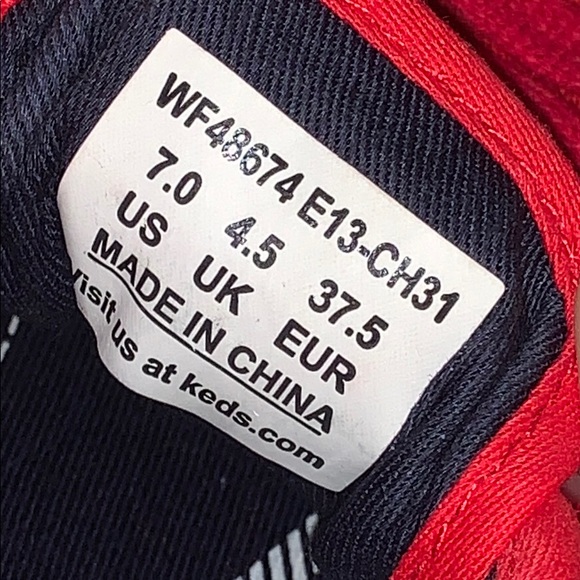 WF48674 E13-CH31
7.0 4.5 37.5
US UK EUR
MADE IN CHINA
Visit us at keds.com